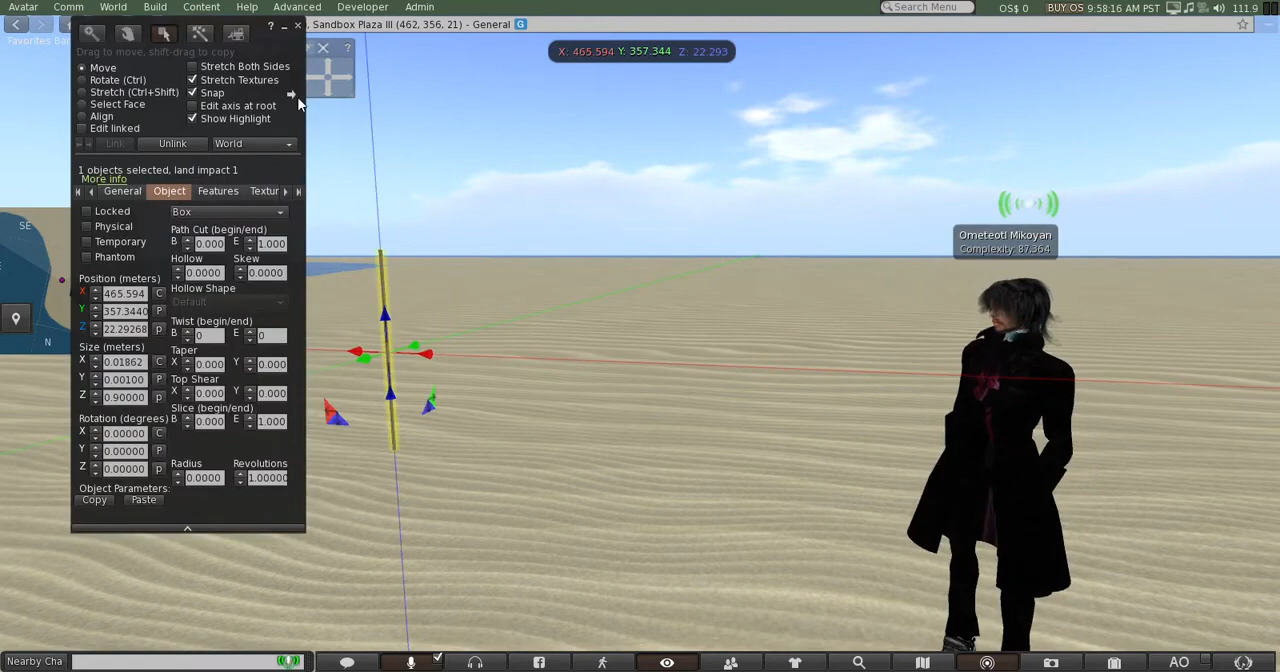 Avatar Comm World Build Content Help Advanced Developer Admin Search Menu OS$ 0 BUY OS 9:58:16 AM PST 111.9
, Sandbox Plaza III (462, 356, 21) - General G
Favorites Ba
X: 465.594 Y: 357.344 Z: 22.293
? _ ×
× ?
Drag to move, shift-drag to copy
Move
Rotate (Ctrl)
Stretch (Ctrl+Shift)
Select Face
Align
Edit linked
Stretch Both Sides
Stretch Textures
Snap
Edit axis at root
Show Highlight
Link Unlink World
1 objects selected, land impact 1
More info
General Object Features Textur
Locked
Physical
Temporary
Phantom
Position (meters)
X 465.594 C
Y 357.3440 P
Z 22.29268 p
Size (meters)
X 0.01862 C
Y 0.00100 P
Z 0.90000 p
Rotation (degrees)
X 0.00000 C
Y 0.00000 P
Z 0.00000 p
Object Parameters:
Copy Paste
Box
Path Cut (begin/end)
B 0.000 E 1.000
Hollow Skew
0.0000 0.0000
Hollow Shape
Default
Twist (begin/end)
B 0 E 0
Taper
X 0.000 Y 0.000
Top Shear
X 0.000 Y 0.000
Slice (begin/end)
B 0.000 E 1.000
Radius Revolutions
0.0000 1.00000
SE
E
N
Ometeotl Mikoyan
Complexity: 87,364
Nearby Cha
AO